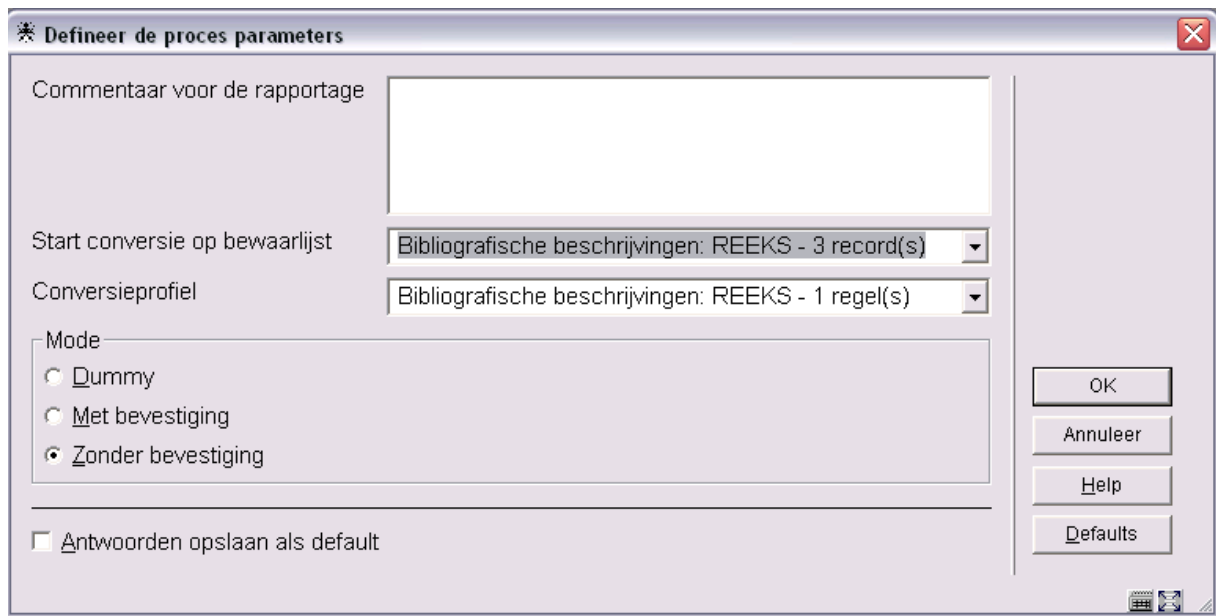 Defineer de proces parameters
Commentaar voor de rapportage
Start conversie op bewaarlijst
Bibliografische beschrijvingen: REEKS - 3 record(s)
Conversieprofiel
Bibliografische beschrijvingen: REEKS - 1 regel(s)
Mode
Dummy
Met bevestiging
Zonder bevestiging
Antwoorden opslaan als default
OK
Annuleer
Help
Defaults